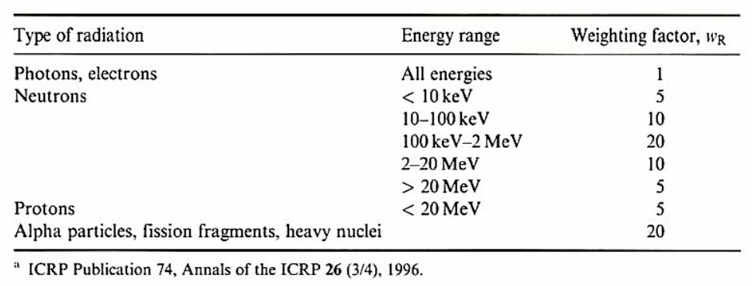 Type of radiation Energy range Weighting factor, wR
Photons, electrons All energies 1
Neutrons < 10 keV 5
10–100 keV 10
100 keV–2 MeV 20
2–20 MeV 10
> 20 MeV 5
Protons < 20 MeV 5
Alpha particles, fission fragments, heavy nuclei 20
a ICRP Publication 74, Annals of the ICRP 26 (3/4), 1996.